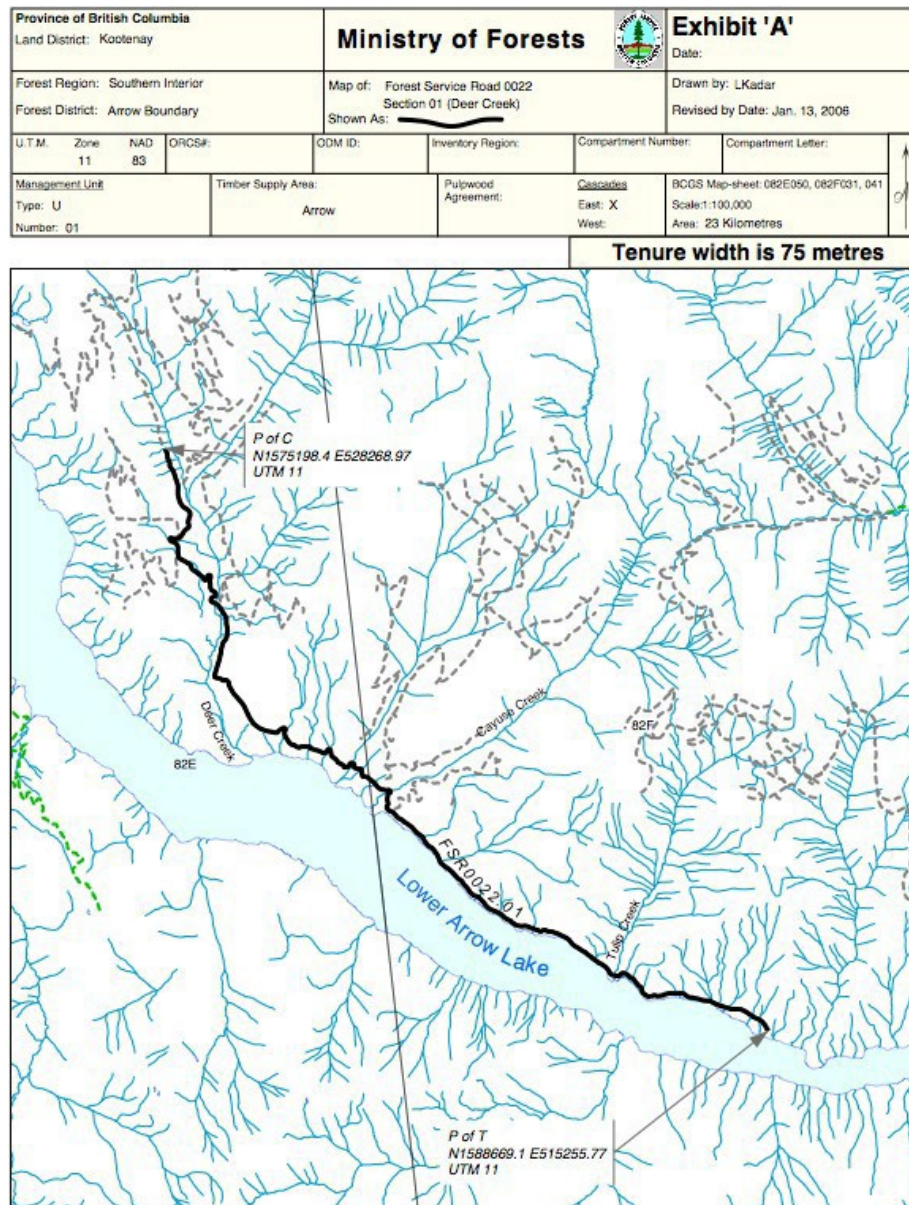 Province of British Columbia
Land District: Kootenay
Ministry of Forests
Exhibit 'A'
Date:
Forest Region: Southern Interior
Forest District: Arrow Boundary
Map of: Forest Service Road 0022
Section 01 (Deer Creek)
Shown As:
Drawn by: LKadar
Revised by Date: Jan. 13, 2006
U.T.M. Zone NAD
11 83
ORCS#:
ODM ID:
Inventory Region:
Compartment Number:
Compartment Letter:
Management Unit
Type: U
Number: 01
Timber Supply Area:
Arrow
Pulpwood
Agreement:
Cascades
East: X
West:
BCGS Map-sheet: 082E050, 082F031, 041
Scale:1:100,000
Area: 23 Kilometres
Tenure width is 75 metres
P of C
N1575198.4 E528268.97
UTM 11
Deer Creek
82E
Cayuse Creek
82F
FSR0022.01
Lower Arrow Lake
Tulip Creek
P of T
N1588669.1 E515255.77
UTM 11